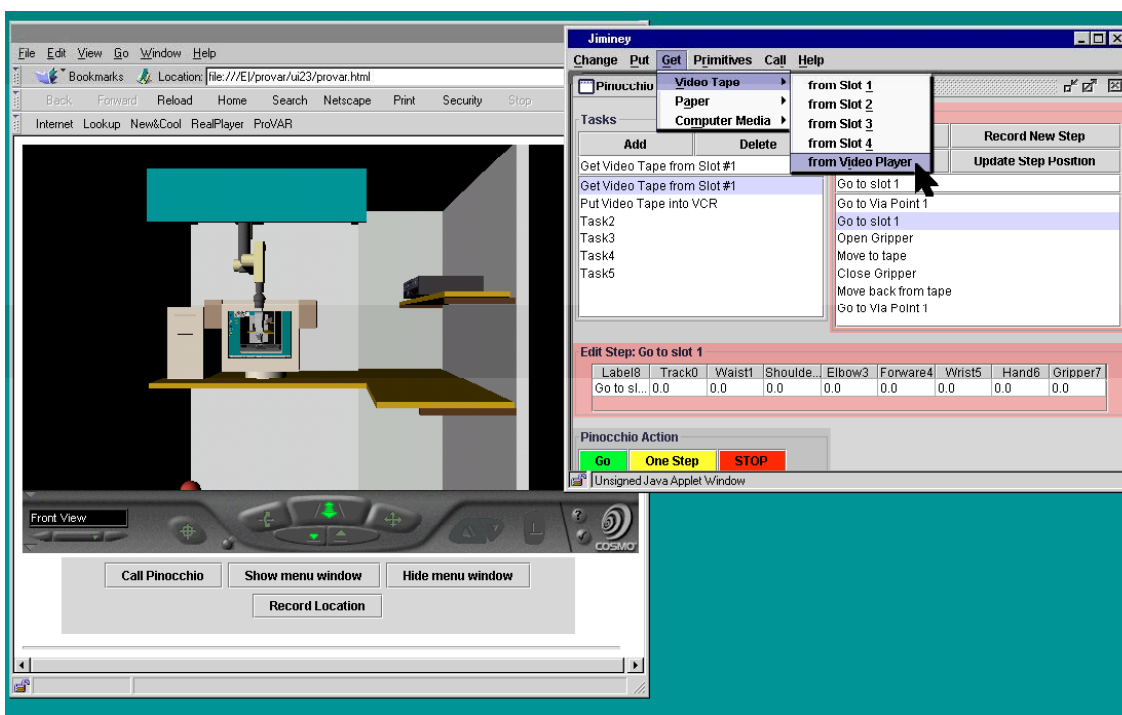 File Edit View Go Window Help
Bookmarks Location: file:///E|/provar/ui23/provar.html
Back Forward Reload Home Search Netscape Print Security Stop
Internet Lookup New&Cool RealPlayer ProVAR
Front View
COSMO
Call Pinocchio Show menu window Hide menu window
Record Location
Jiminey
Change Put Get Primitives Call Help
Pinocchio
Video Tape
Paper
Computer Media
from Slot 1
from Slot 2
from Slot 3
from Slot 4
from Video Player
Tasks
Add Delete
Get Video Tape from Slot #1
Get Video Tape from Slot #1
Put Video Tape into VCR
Task2
Task3
Task4
Task5
Record New Step
Update Step Position
Go to slot 1
Go to Via Point 1
Go to slot 1
Open Gripper
Move to tape
Close Gripper
Move back from tape
Go to Via Point 1
Edit Step: Go to slot 1
Label8 Track0 Waist1 Shoulde... Elbow3 Forware4 Wrist5 Hand6 Gripper7
Go to sl... 0.0 0.0 0.0 0.0 0.0 0.0 0.0 0.0
Pinocchio Action
Go One Step STOP
Unsigned Java Applet Window